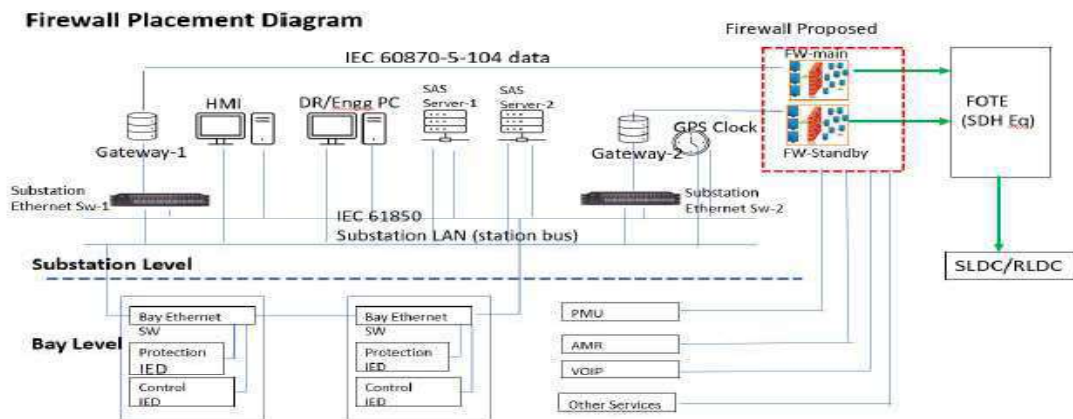 Firewall Placement Diagram
Firewall Proposed
IEC 60870-5-104 data
FW-main
HMI
DR/Engg PC
SAS
Server-1
SAS
Server-2
FOTE
(SDH Eq)
Gateway-1
Gateway-2
GPS Clock
FW-Standby
Substation
Ethernet Sw-1
Substation
Ethernet Sw-2
IEC 61850
Substation LAN (station bus)
Substation Level
SLDC/RLDC
Bay Ethernet
SW
Protection
IED
Control
IED
Bay Ethernet
SW
Protection
IED
Control
IED
Bay Level
PMU
AMR
VOIP
Other Services